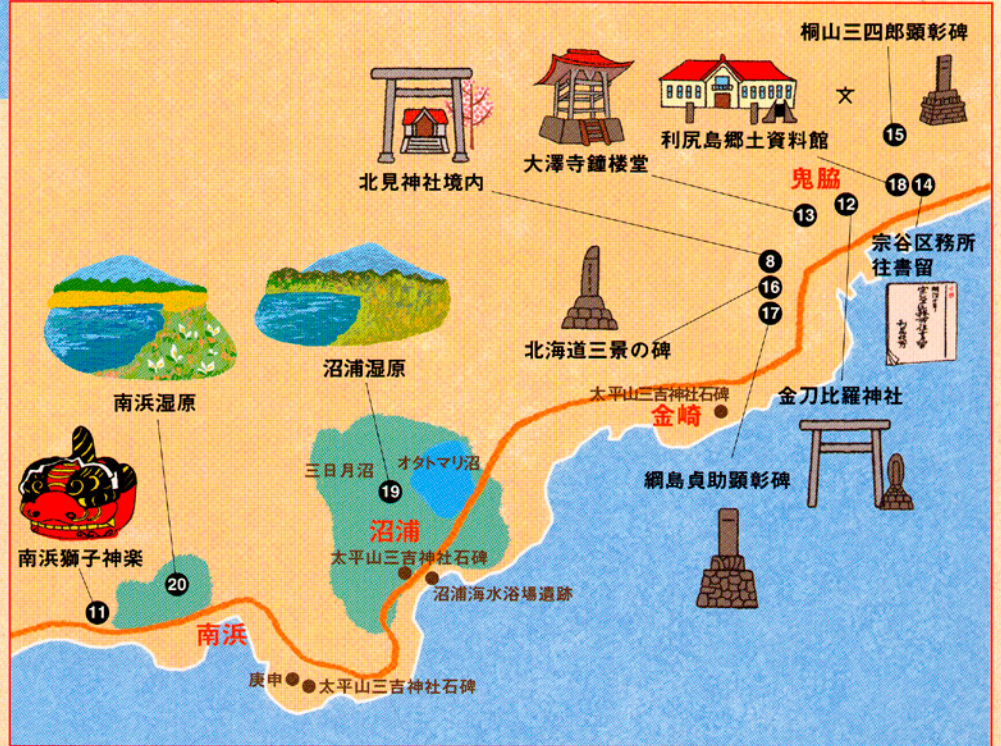 桐山三四郎顕彰碑
文
15
利尻島郷土資料館
大澤寺鐘楼堂
北見神社境内
鬼脇
18
14
12
13
宗谷区務所
往書留
8
16
17
北海道三景の碑
太平山三吉神社石碑
金崎
金刀比羅神社
綱島貞助顕彰碑
沼浦湿原
南浜湿原
三日月沼
オタトマリ沼
19
沼浦
太平山三吉神社石碑
沼浦海水浴場遺跡
南浜獅子神楽
20
11
南浜
庚申
太平山三吉神社石碑